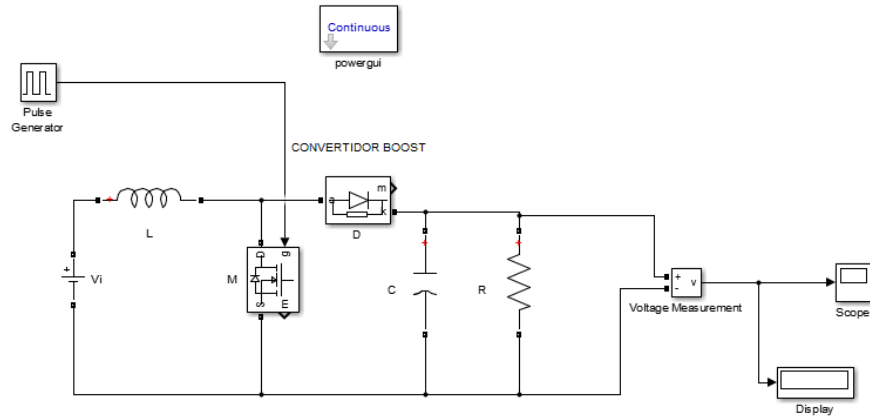 Continuous
powergui
Pulse
Generator
CONVERTIDOR BOOST
m
a
k
L
D
D
g
Vi
M
S
m
C
R
+
-
v
Voltage Measurement
Scope
Display